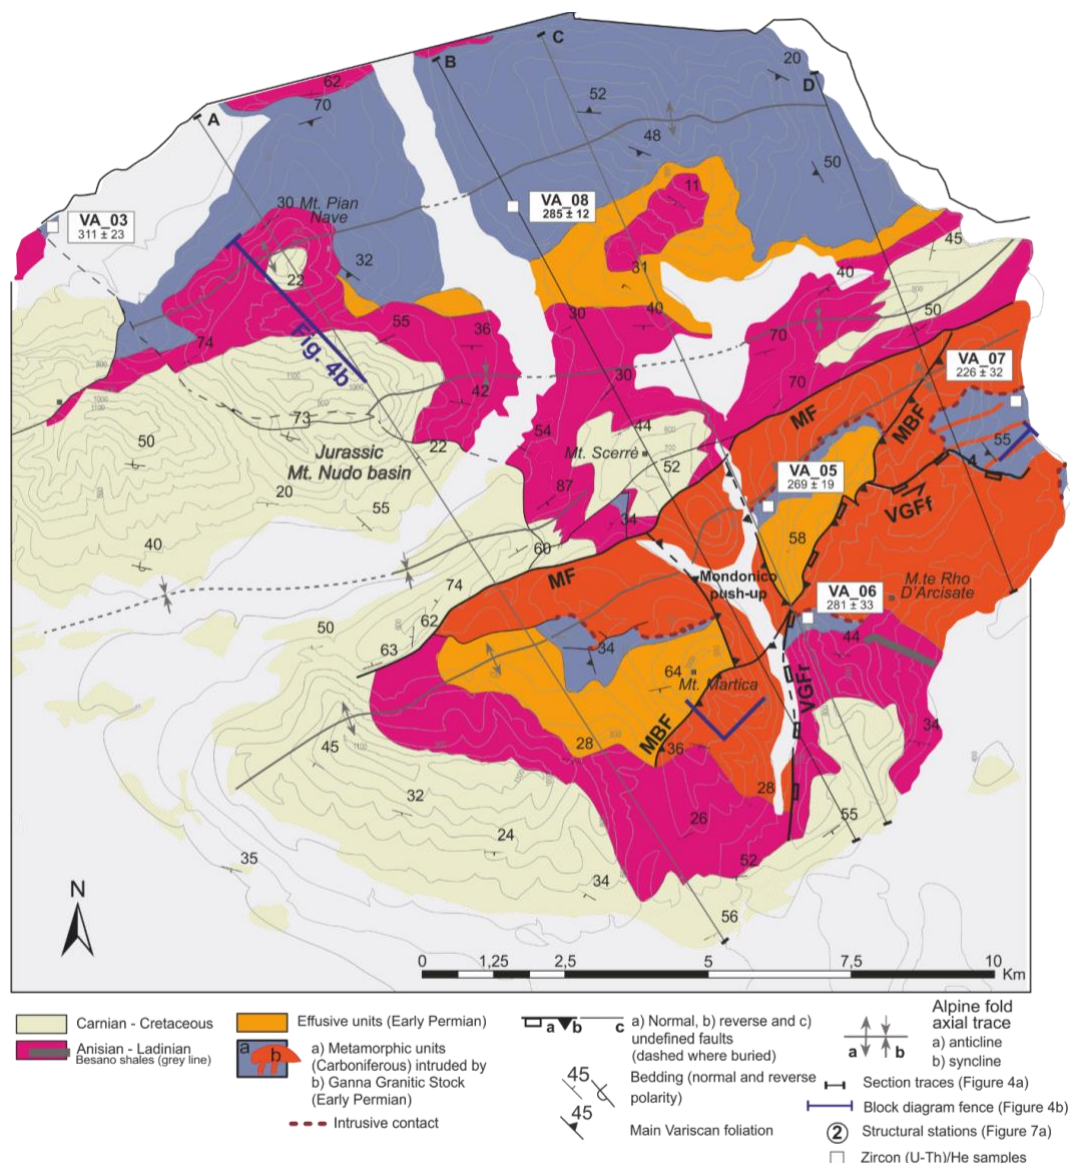 C
B
20
D
62
70
A
52
48
50
11
30 Mt. Pian
Nave
VA_08
285 ± 12
VA_03
311 ± 23
45
32
31
40
22
50
30
40
55
36
74
70
Fig. 4b
VA_07
226 ± 32
30
70
42
MF
MBF
73
54
44
55
4
50
Jurassic
Mt. Nudo basin
22
Mt. Scerrè
52
VA_05
269 ± 19
20
87
VGFf
55
34
58
40
60
MF
Mondonico
push-up
M.te Rho
D'Arcisate
74
VA_06
281 ± 33
62
50
34
44
63
64
Mt. Martica
VGFr
MBF
28
36
34
45
28
32
26
55
24
52
35
34
56
N
0
1,25
2,5
5
7,5
10
Km
Carnian - Cretaceous
Anisian - Ladinian
Besano shales (grey line)
Effusive units (Early Permian)
a
b
a) Metamorphic units
(Carboniferous) intruded by
b) Ganna Granitic Stock
(Early Permian)
Intrusive contact
a
b
c
a) Normal, b) reverse and c)
undefined faults
(dashed where buried)
45
Bedding (normal and reverse
polarity)
45
Main Variscan foliation
Alpine fold
axial trace
a) anticline
b) syncline
a
b
Section traces (Figure 4a)
Block diagram fence (Figure 4b)
2
Structural stations (Figure 7a)
Zircon (U-Th)/He samples